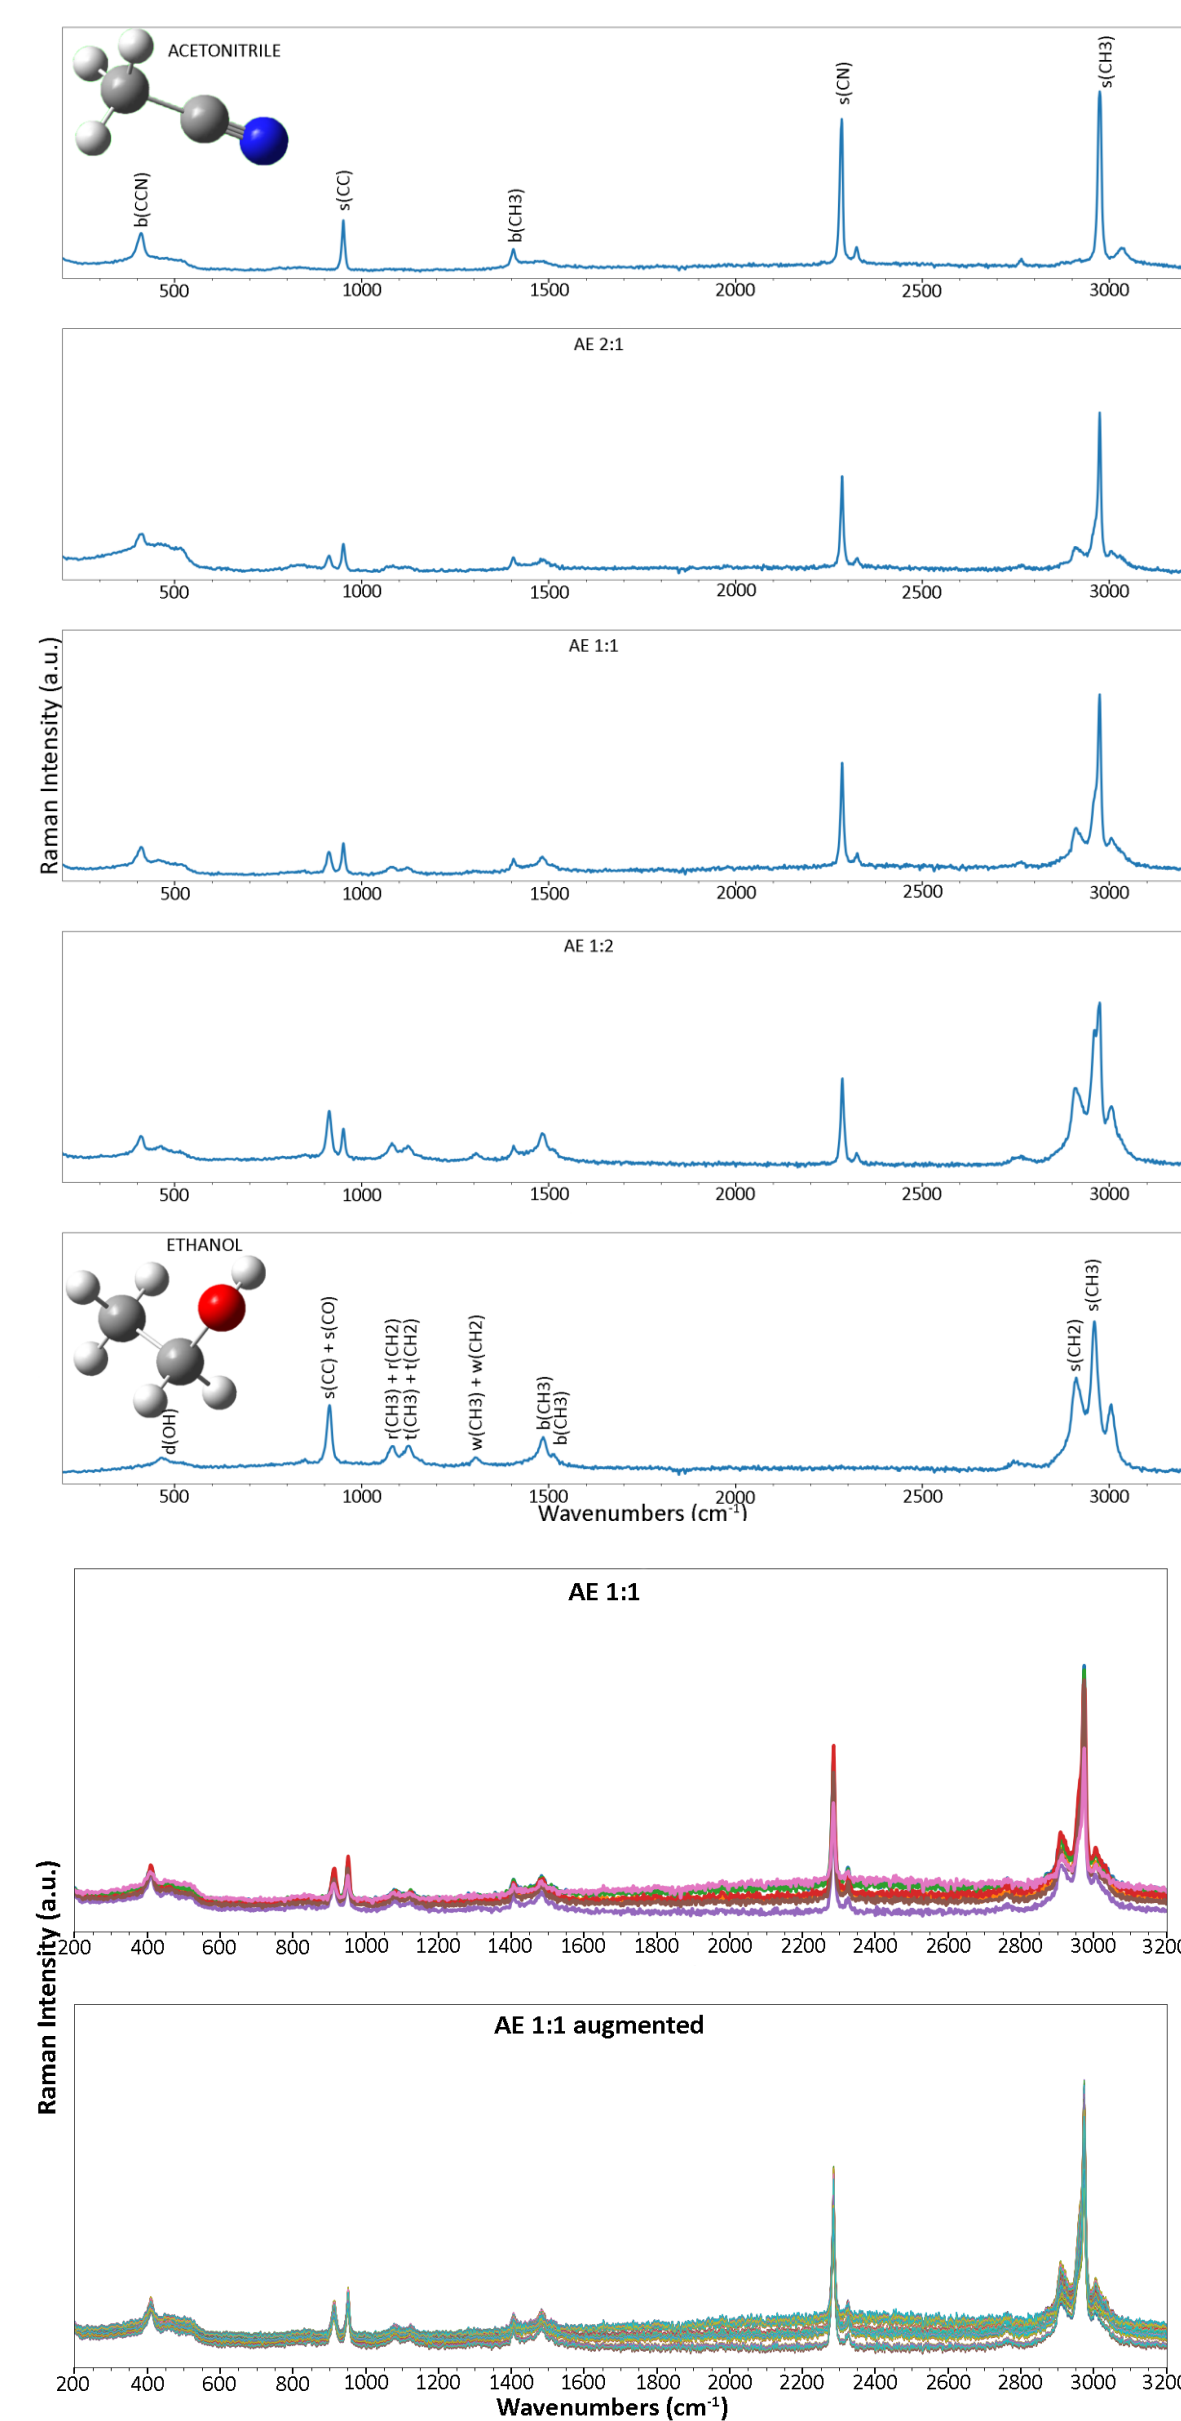 ACETONITRILE
b(CCN)
s(CC)
b(CH3)
s(CN)
s(CH3)
500 1000 1500 2000 2500 3000
AE 2:1
500 1000 1500 2000 2500 3000
AE 1:1
500 1000 1500 2000 2500 3000
Raman Intensity (a.u.)
AE 1:2
500 1000 1500 2000 2500 3000
ETHANOL
d(OH)
s(CC) + s(CO)
r(CH3) + r(CH2)
t(CH3) + t(CH2)
w(CH3) + w(CH2)
b(CH3)
b(CH3)
s(CH2)
s(CH3)
500 1000 1500 2000 2500 3000
Wavenumbers (cm⁻¹)
AE 1:1
200 400 600 800 1000 1200 1400 1600 1800 2000 2200 2400 2600 2800 3000 3200
Raman Intensity (a.u.)
AE 1:1 augmented
200 400 600 800 1000 1200 1400 1600 1800 2000 2200 2400 2600 2800 3000 3200
Wavenumbers (cm⁻¹)